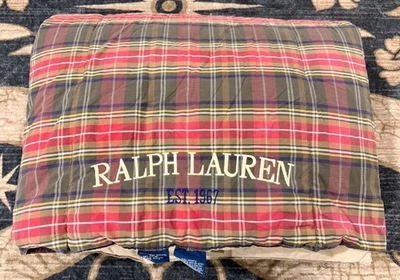 RALPH LAUREN
EST. 1967